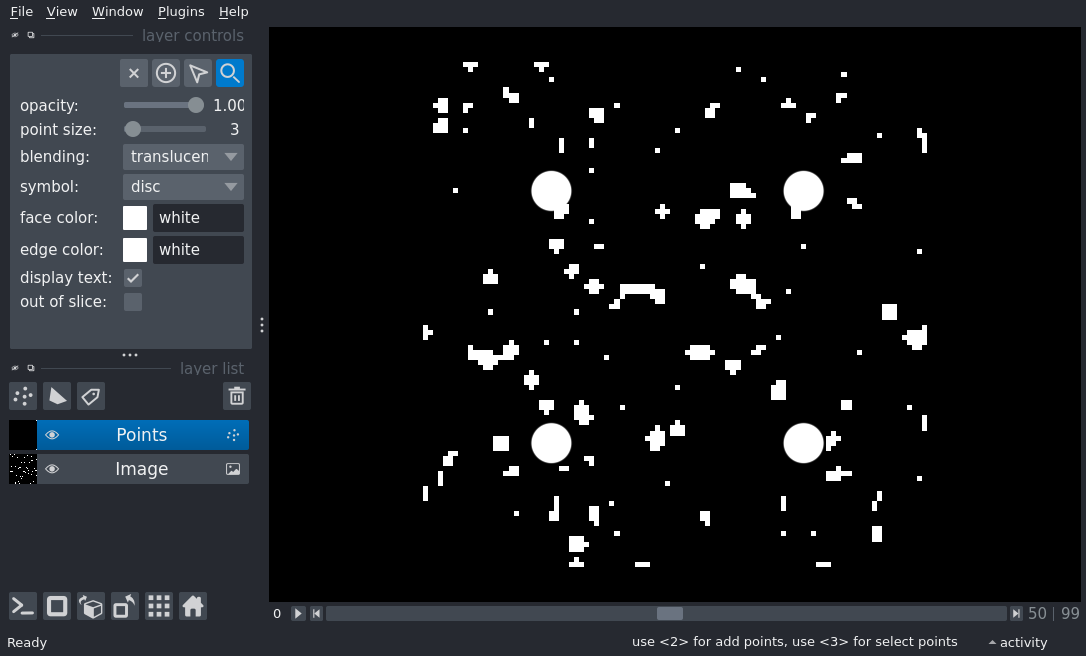 File View Window Plugins Help
layer controls
opacity: 1.00
point size: 3
blending: translucen
symbol: disc
face color: white
edge color: white
display text:
out of slice:
layer list
Points
Image
0 50 | 99
Ready use <2> for add points, use <3> for select points activity